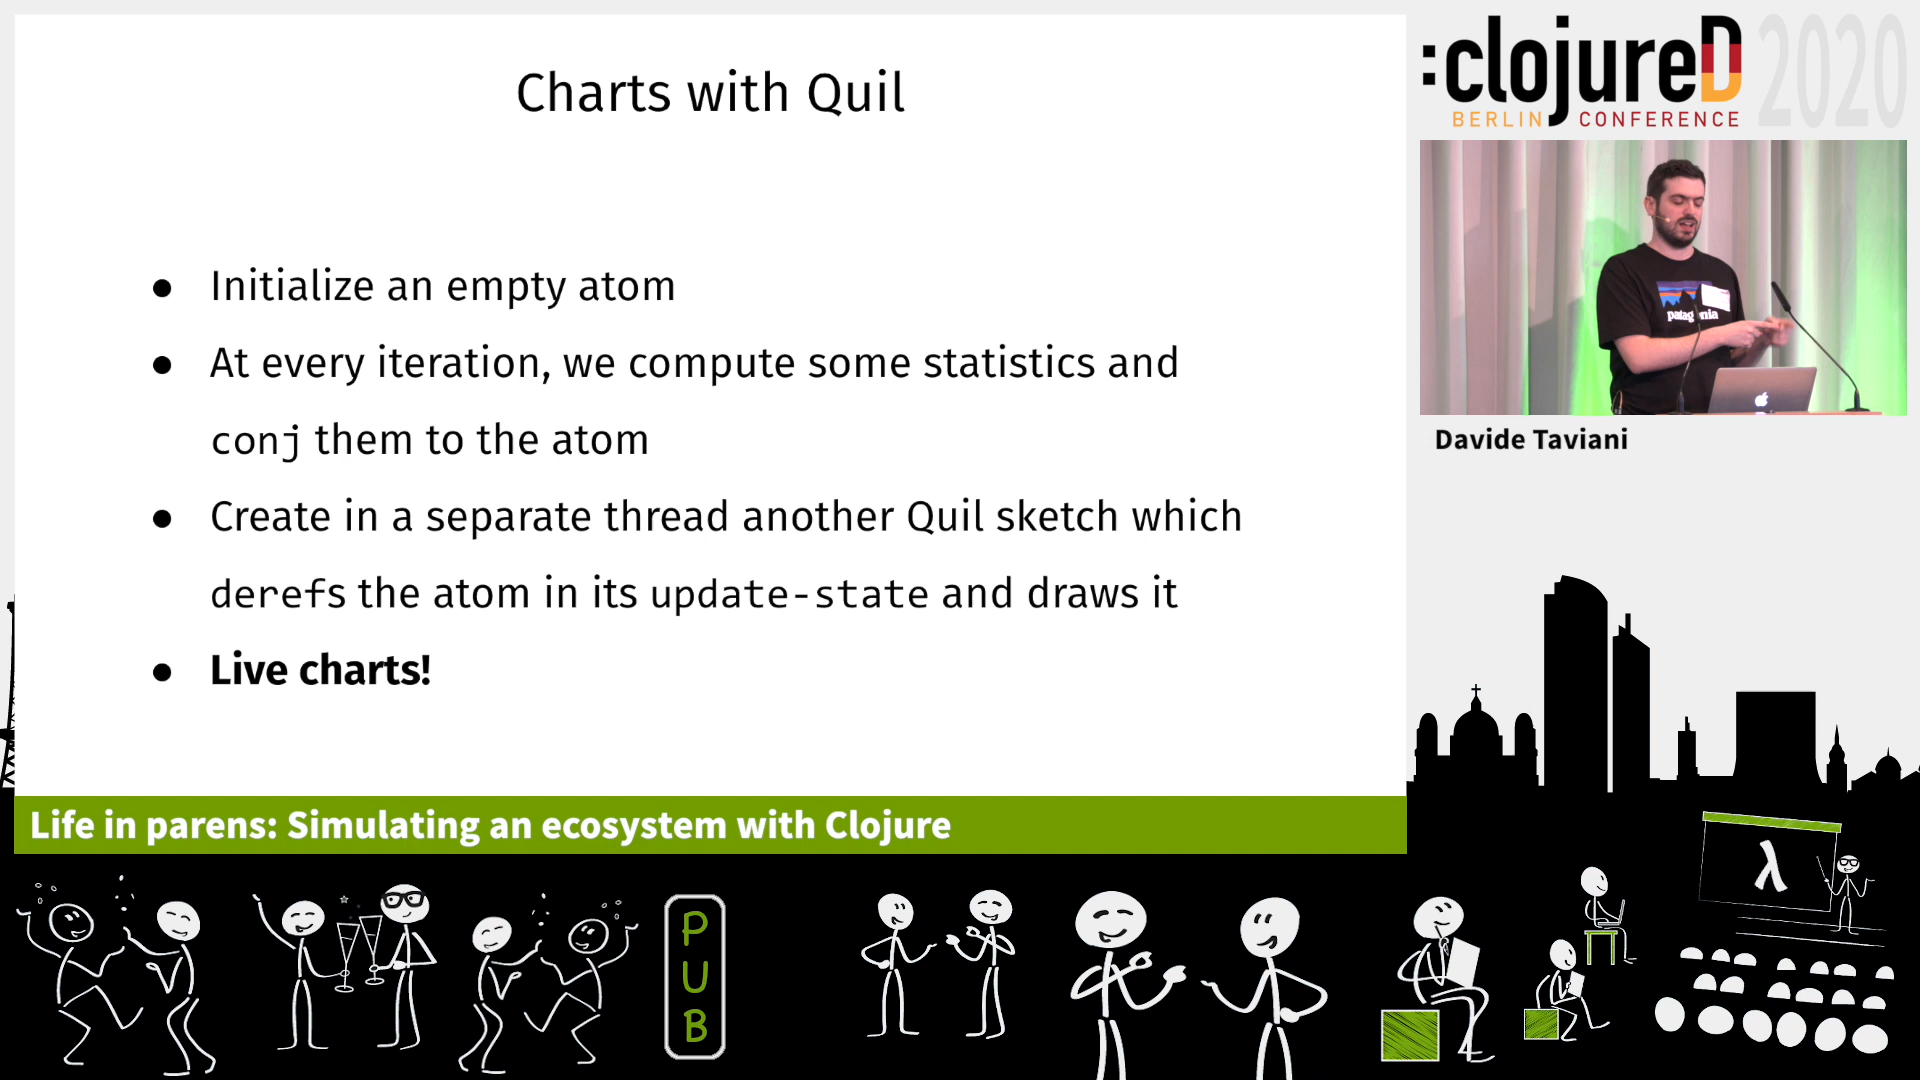 Charts with Quil
● Initialize an empty atom
● At every iteration, we compute some statistics and
conj them to the atom
● Create in a separate thread another Quil sketch which
derefs the atom in its update-state and draws it
● Live charts!
Life in parens: Simulating an ecosystem with Clojure
:clojureD 2020
BERLIN CONFERENCE
patagonia
Davide Taviani
PUB
λ